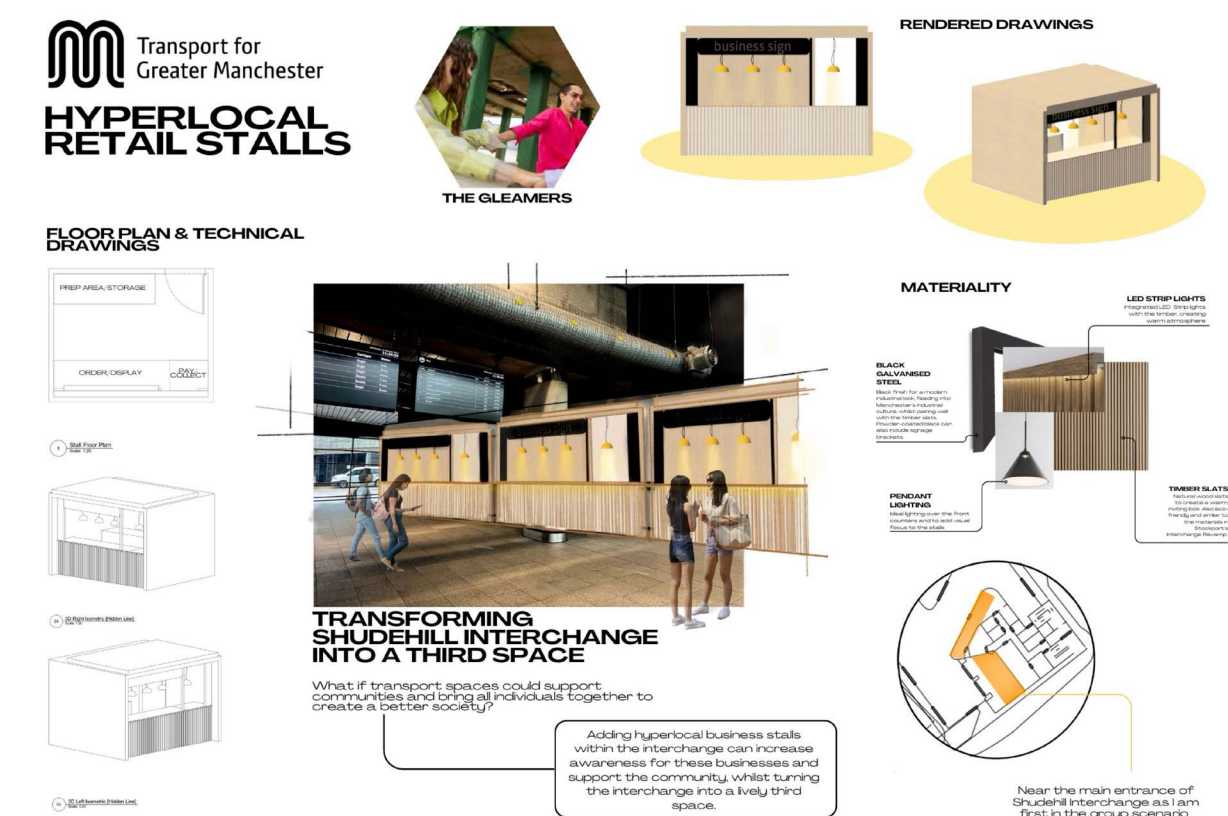 Transport for
Greater Manchester
HYPERLOCAL
RETAIL STALLS
THE GLEAMERS
business sign
RENDERED DRAWINGS
business sign
FLOOR PLAN & TECHNICAL
DRAWINGS
PREP AREA/STORAGE
ORDER/DISPLAY
PAY/
COLLECT
1
Stall Floor Plan
Scale: 1:20
3D Right Isometric [Hidden Line]
3D Left Isometric [Hidden Line]
business sign
TRANSFORMING
SHUDEHILL INTERCHANGE
INTO A THIRD SPACE
What if transport spaces could support
communities and bring all individuals together to
create a better society?
Adding hyperlocal business stalls
within the interchange can increase
awareness for these businesses and
support the community, whilst turning
the interchange into a lively third
space.
MATERIALITY
LED STRIP LIGHTS
Integrated LED Strip lights
with the timber, creating
warm atmosphere
BLACK
GALVANISED
STEEL
Black finish for a modern
industrial look, feeding into
Manchester's industrial
culture, whilst pairing well
with the timber slats.
Powder-coated black can
also include signage
brackets.
PENDANT
LIGHTING
Ideal lighting over the front
counters and to add visual
focus to the stalls.
TIMBER SLATS
Natural wood slats
to create a warm
inviting look. Also eco-
friendly and similar to
the materials in
Stockport's
Interchange Revamp.
Near the main entrance of
Shudehill Interchange as I am
first in the group scenario